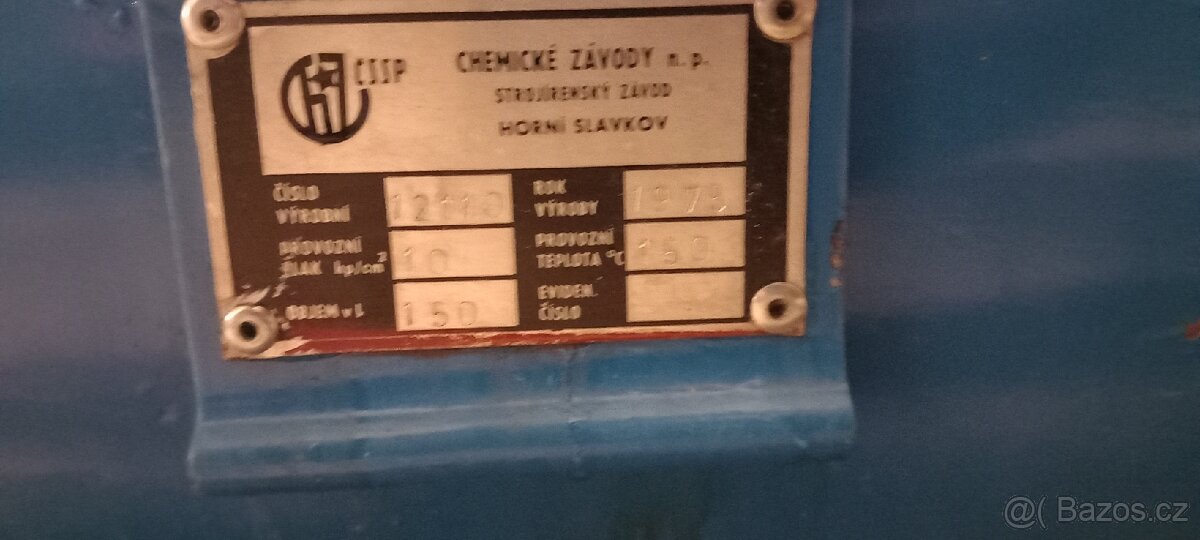 ČSSP
CHEMICKÉ ZÁVODY n.p.
STROJÍRENSKÝ ZÁVOD
HORNÍ SLAVKOV
ČÍSLO
VÝROBNÍ
ROK
VÝROBY
PROVOZNÍ
TLAK kp/cm² 10
PROVOZNÍ
TEPLOTA °C 150
OBJEM v l. 150
EVIDEN.
ČÍSLO
@( Bazos.cz